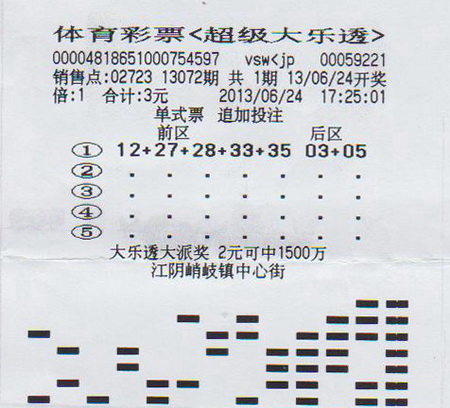 体育彩票<超级大乐透>
00004818651000754597 vsw<jp 00059221
销售点:02723 13072期 共 1期 13/06/24开奖
倍:1 合计:3元 2013/06/24 17:25:01
单式票 追加投注
前区 后区
① 12+27+28+33+35 03+05
② . . . . . . .
③ . . . . . . .
④ . . . . . . .
⑤ . . . . . . .
大乐透大派奖 2元可中1500万
江阴峭岐镇中心街